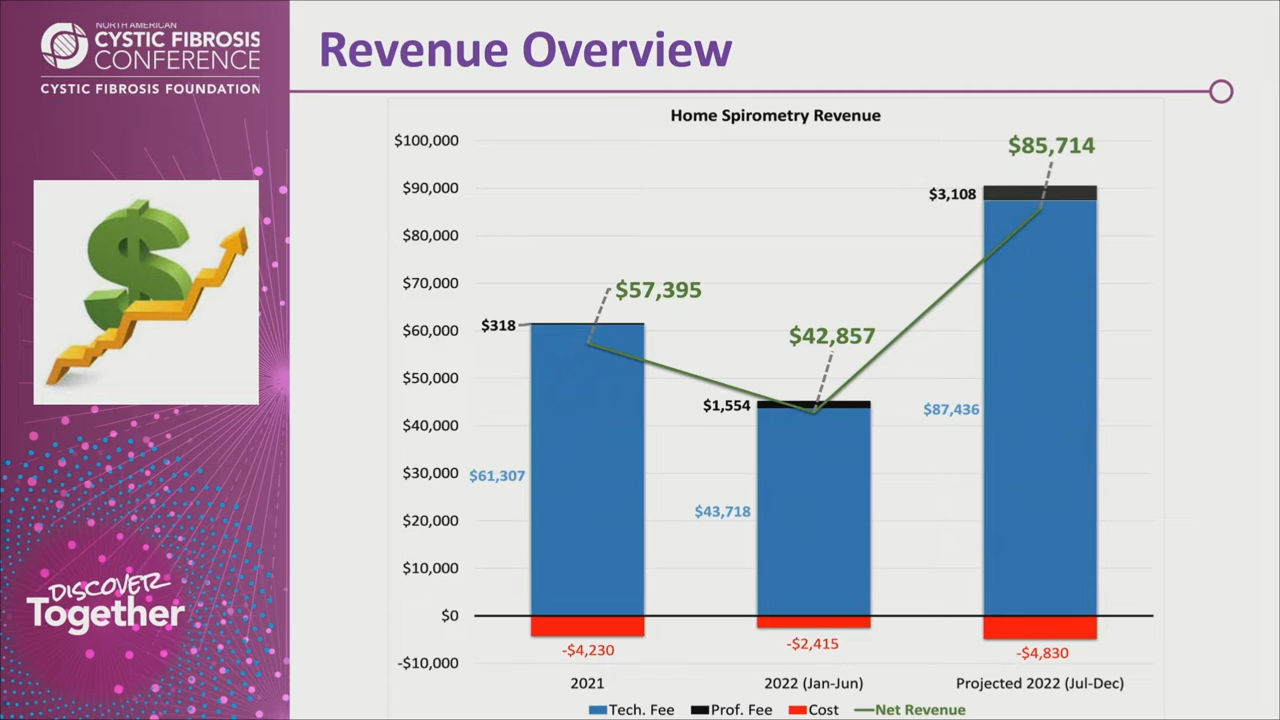 NORTH AMERICAN
CYSTIC FIBROSIS
CONFERENCE
CYSTIC FIBROSIS FOUNDATION
DISCOVER
Together
Revenue Overview
Home Spirometry Revenue
$100,000
$90,000
$80,000
$70,000
$60,000
$50,000
$40,000
$30,000
$20,000
$10,000
$0
-$10,000
$318
$57,395
$61,307
-$4,230
$1,554
$42,857
$43,718
-$2,415
$3,108
$85,714
$87,436
-$4,830
2021
2022 (Jan-Jun)
Projected 2022 (Jul-Dec)
Tech. Fee Prof. Fee Cost Net Revenue